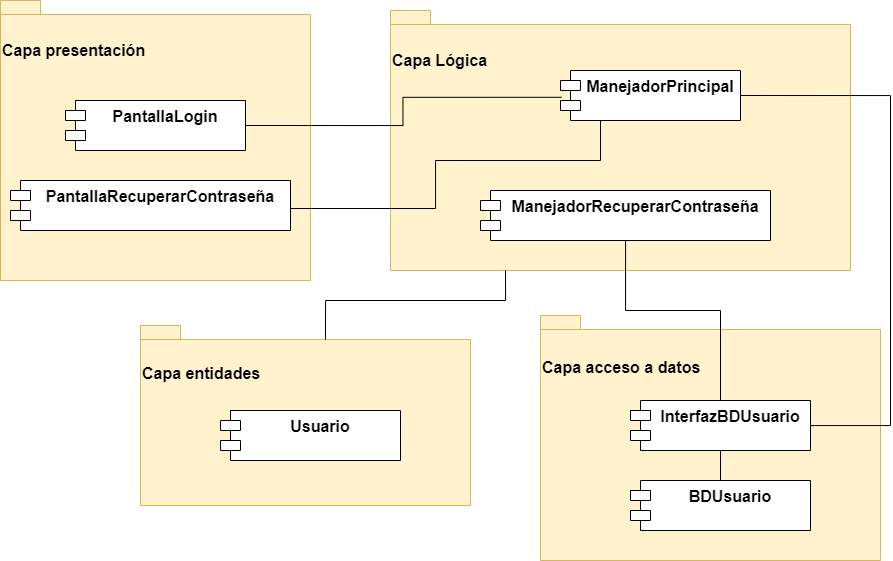 Capa presentación
PantallaLogin
PantallaRecuperarContraseña
Capa Lógica
ManejadorPrincipal
ManejadorRecuperarContraseña
Capa entidades
Usuario
Capa acceso a datos
InterfazBDUsuario
BDUsuario